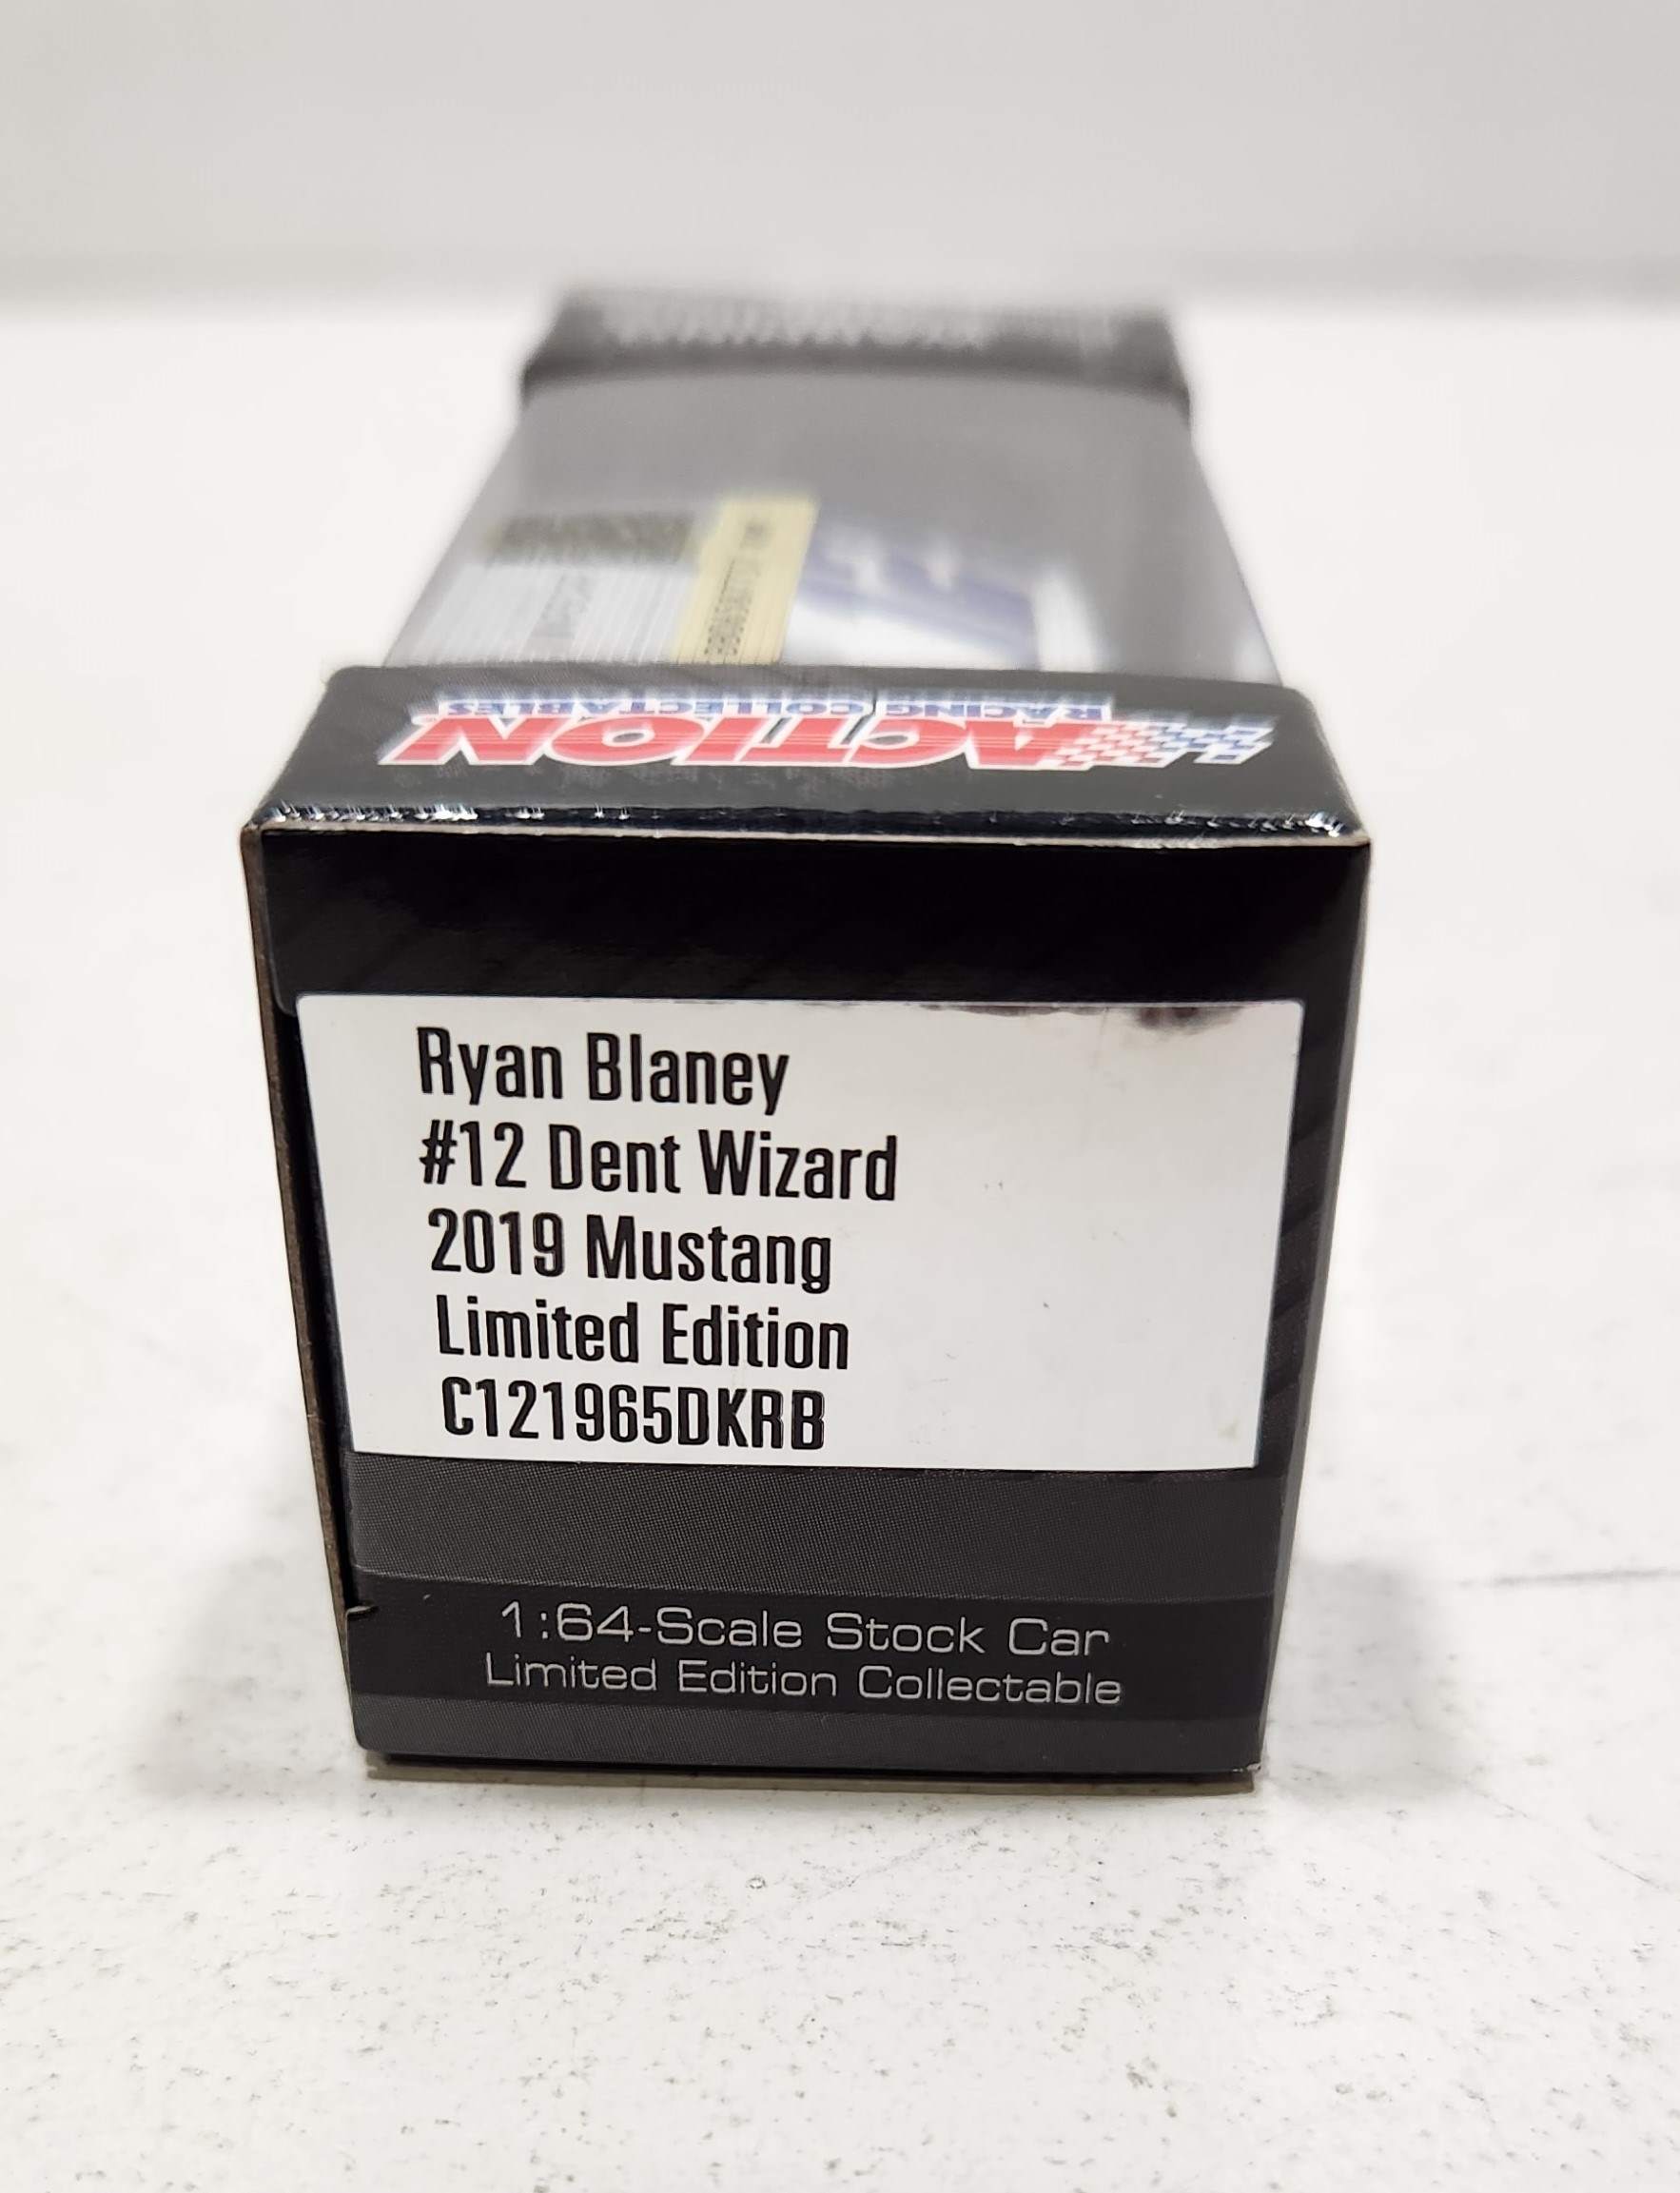 ACTION
RACING COLLECTABLES
Ryan Blaney
#12 Dent Wizard
2019 Mustang
Limited Edition
C121965DKRB
1:64-Scale Stock Car
Limited Edition Collectable